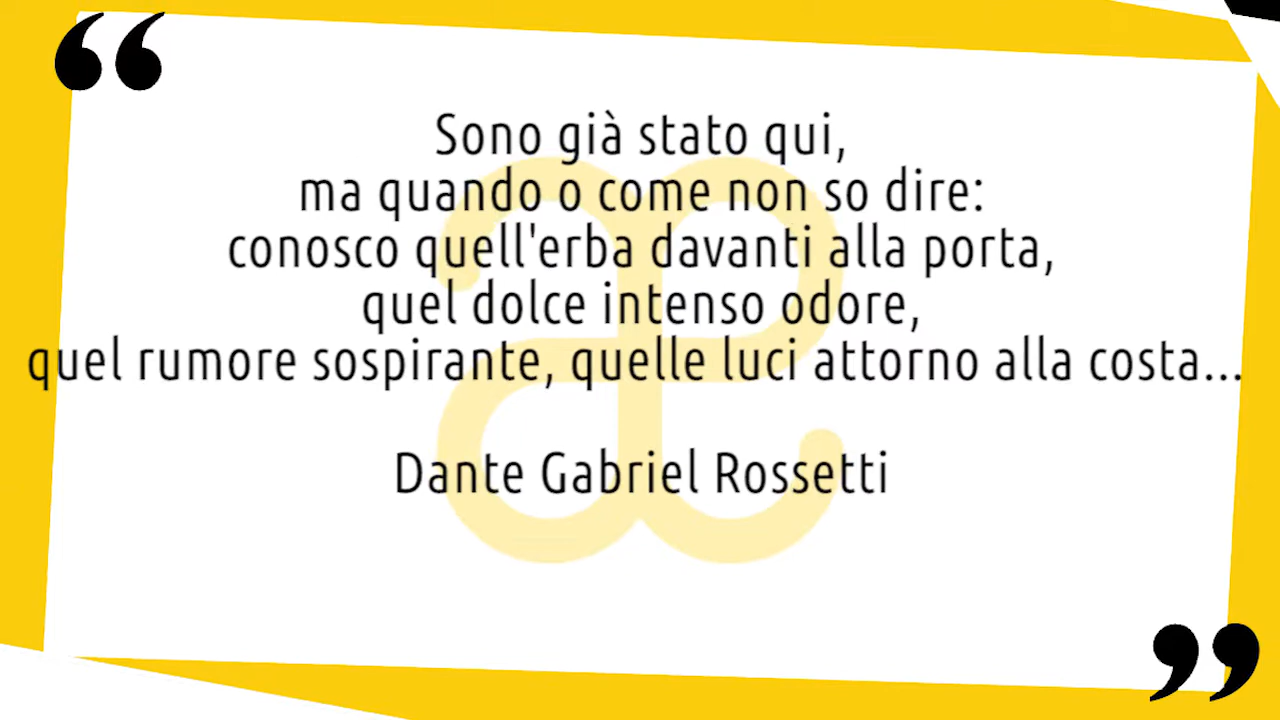 Sono già stato qui,
ma quando o come non so dire:
conosco quell'erba davanti alla porta,
quel dolce intenso odore,
quel rumore sospirante, quelle luci attorno alla costa...
Dante Gabriel Rossetti